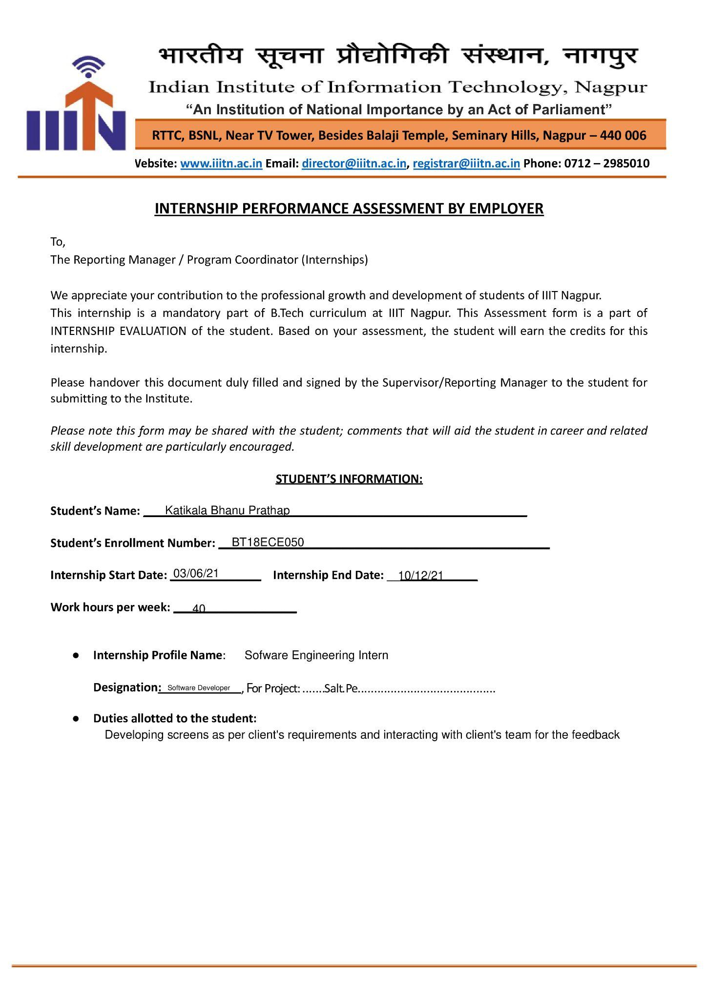 भारतीय सूचना प्रौद्योगिकी संस्थान, नागपुर
IIITN
Indian Institute of Information Technology, Nagpur
“An Institution of National Importance by an Act of Parliament”
RTTC, BSNL, Near TV Tower, Besides Balaji Temple, Seminary Hills, Nagpur – 440 006
Website: www.iiitn.ac.in Email: director@iiitn.ac.in, registrar@iiitn.ac.in Phone: 0712 – 2985010
INTERNSHIP PERFORMANCE ASSESSMENT BY EMPLOYER
To,
The Reporting Manager / Program Coordinator (Internships)
We appreciate your contribution to the professional growth and development of students of IIIT Nagpur.
This internship is a mandatory part of B.Tech curriculum at IIIT Nagpur. This Assessment form is a part of
INTERNSHIP EVALUATION of the student. Based on your assessment, the student will earn the credits for this
internship.
Please handover this document duly filled and signed by the Supervisor/Reporting Manager to the student for
submitting to the Institute.
Please note this form may be shared with the student; comments that will aid the student in career and related
skill development are particularly encouraged.
STUDENT’S INFORMATION:
Student’s Name: Katikala Bhanu Prathap
Student’s Enrollment Number: BT18ECE050
Internship Start Date: 03/06/21 Internship End Date: 10/12/21
Work hours per week: 40
● Internship Profile Name: Sofware Engineering Intern
Designation: Software Developer, For Project: .......Salt.Pe..........................................
● Duties allotted to the student:
Developing screens as per client's requirements and interacting with client's team for the feedback